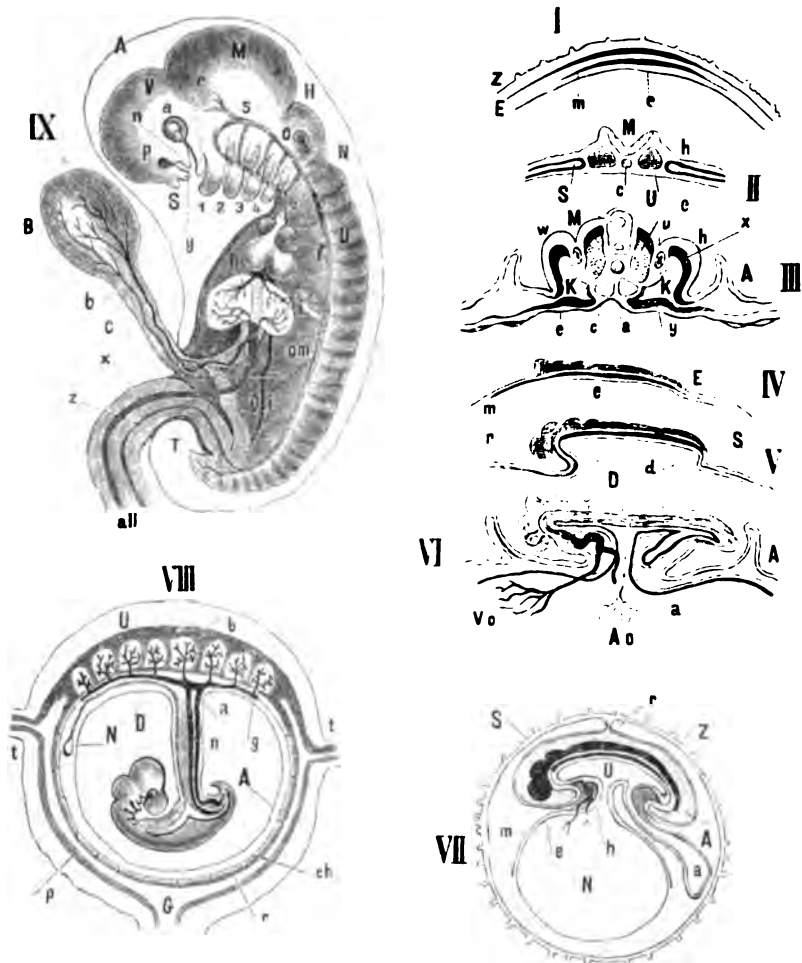 IX
A
M
V
c
H
n
a
s
o
N
P
S
1 2 3 4
y
U
f
B
b
c
x
z
om
T
all
I
Z
E
m
e
M
h
S
c
U
e
II
w
M
u
h
x
A
III
K
K
e
c
a
y
E
e
m
IV
r
S
D
d
V
VI
A
Vo
Ao
a
VIII
U
b
D
a
t
t
N
n
g
A
p
G
r
ch
S
r
Z
U
m
e
h
A
a
N
VII